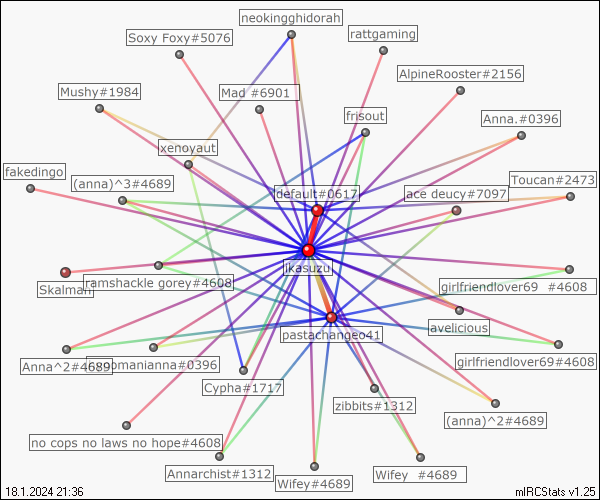 neokingghidorah
rattgaming
Soxy Foxy#5076
AlpineRooster#2156
Mushy#1984
Mad #6901
frisout
Anna.#0396
xenoyaut
fakedingo
(anna)^3#4689
default#0617
ace deucy#7097
Toucan#2473
ikasuzu
Skalman
ramshackle gorey#4608
girlfriendlover69 #4608
avelicious
pastachangeo41
Anna^2#4689
omanianna#0396
girlfriendlover69#4608
Cypha#1717
zibbits#1312
(anna)^2#4689
no cops no laws no hope#4608
Annarchist#1312
Wifey#4689
Wifey #4689
18.1.2024 21:36
mIRCStats v1.25